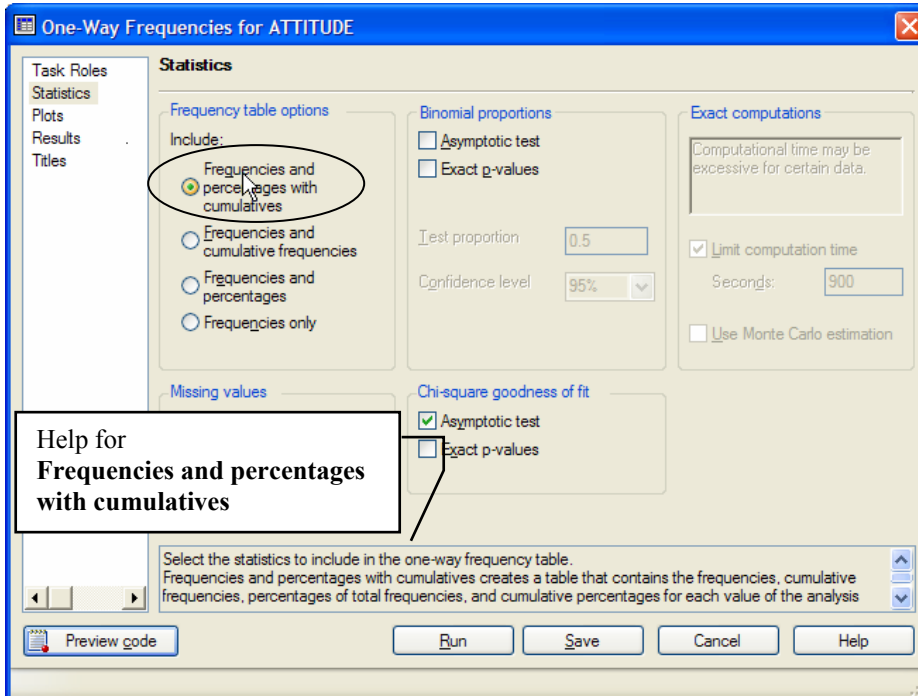 One-Way Frequencies for ATTITUDE
Task Roles
Statistics
Plots
Results
Titles
Statistics
Frequency table options
Include:
Frequencies and
percentages with
cumulatives
Frequencies and
cumulative frequencies
Frequencies and
percentages
Frequencies only
Binomial proportions
Asymptotic test
Exact p-values
Test proportion
0.5
Confidence level
95%
Exact computations
Computational time may be
excessive for certain data.
Limit computation time
Seconds:
900
Use Monte Carlo estimation
Missing values
Chi-square goodness of fit
Asymptotic test
Exact p-values
Help for
Frequencies and percentages
with cumulatives
Select the statistics to include in the one-way frequency table.
Frequencies and percentages with cumulatives creates a table that contains the frequencies, cumulative
frequencies, percentages of total frequencies, and cumulative percentages for each value of the analysis
Preview code
Run
Save
Cancel
Help